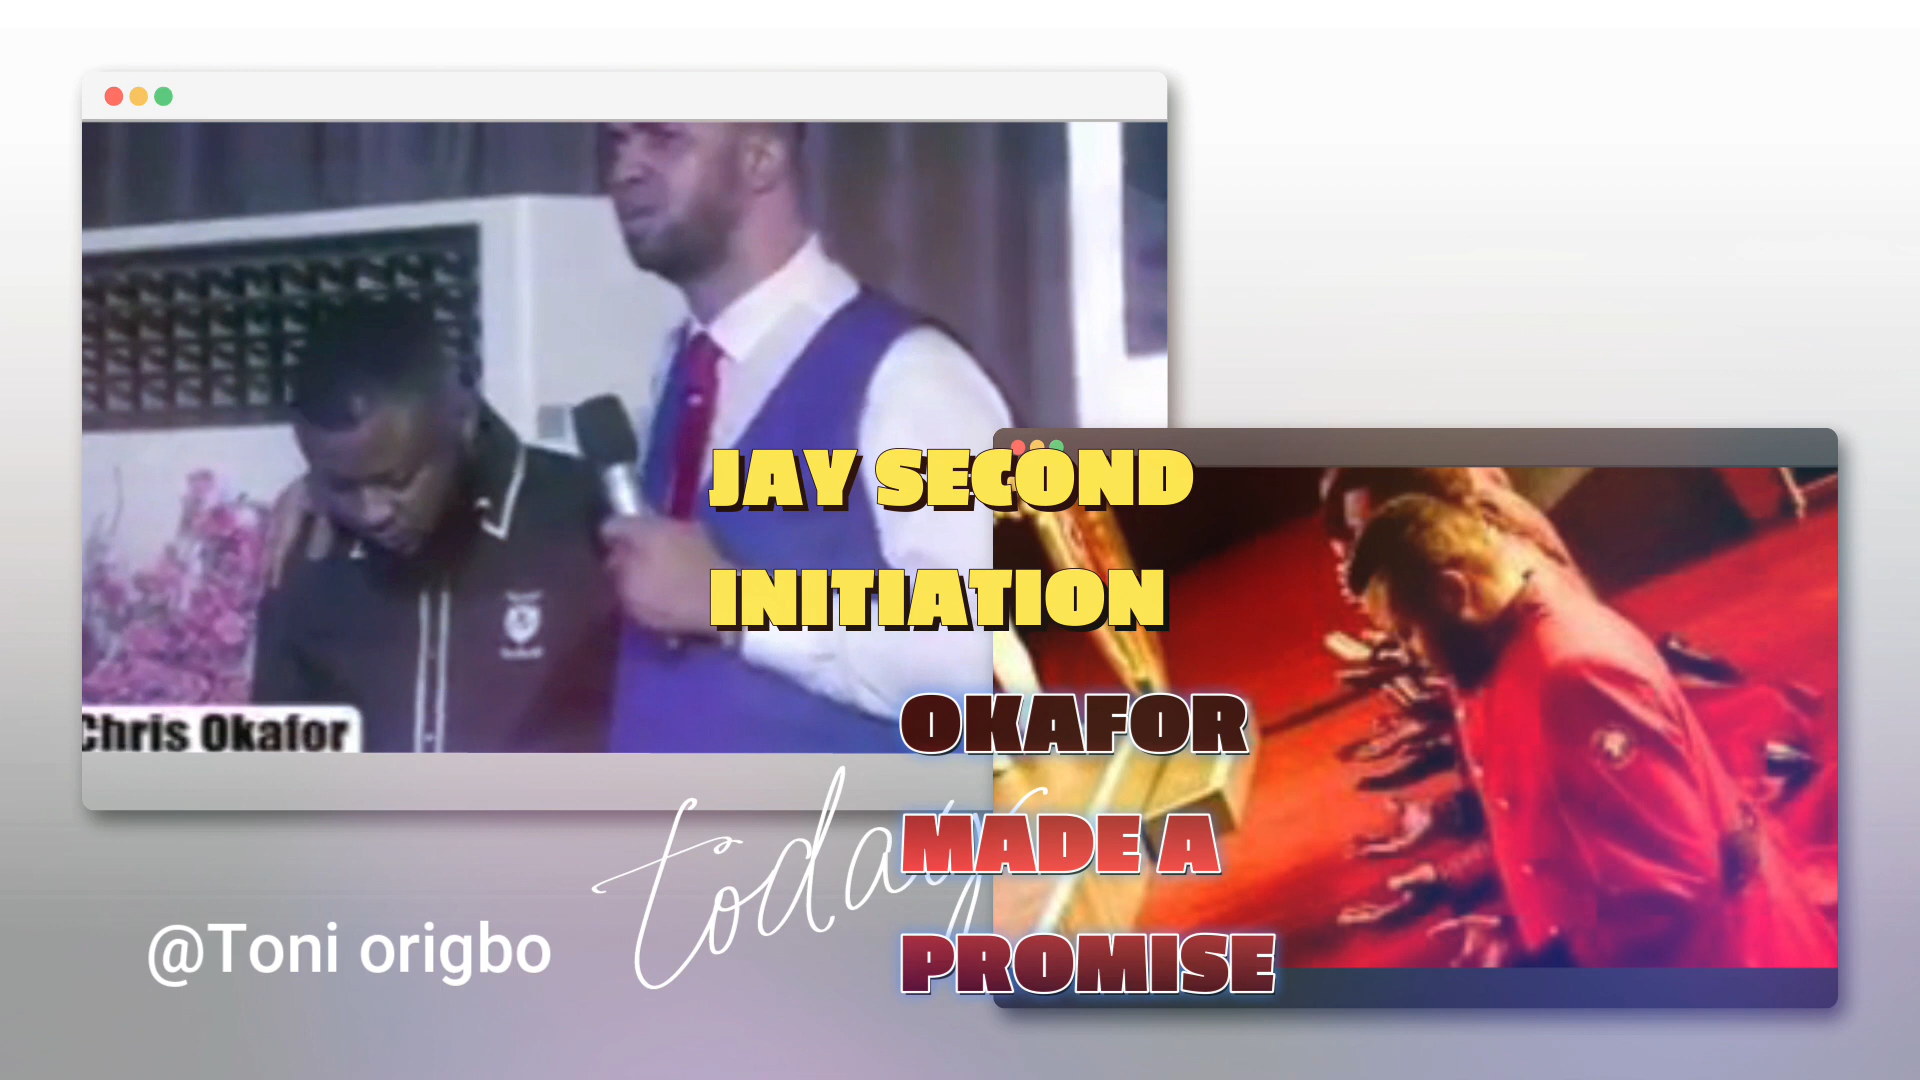 JAY SECOND
INITIATION
Chris Okafor
OKAFOR
MADE A
PROMISE
today
@Toni origbo